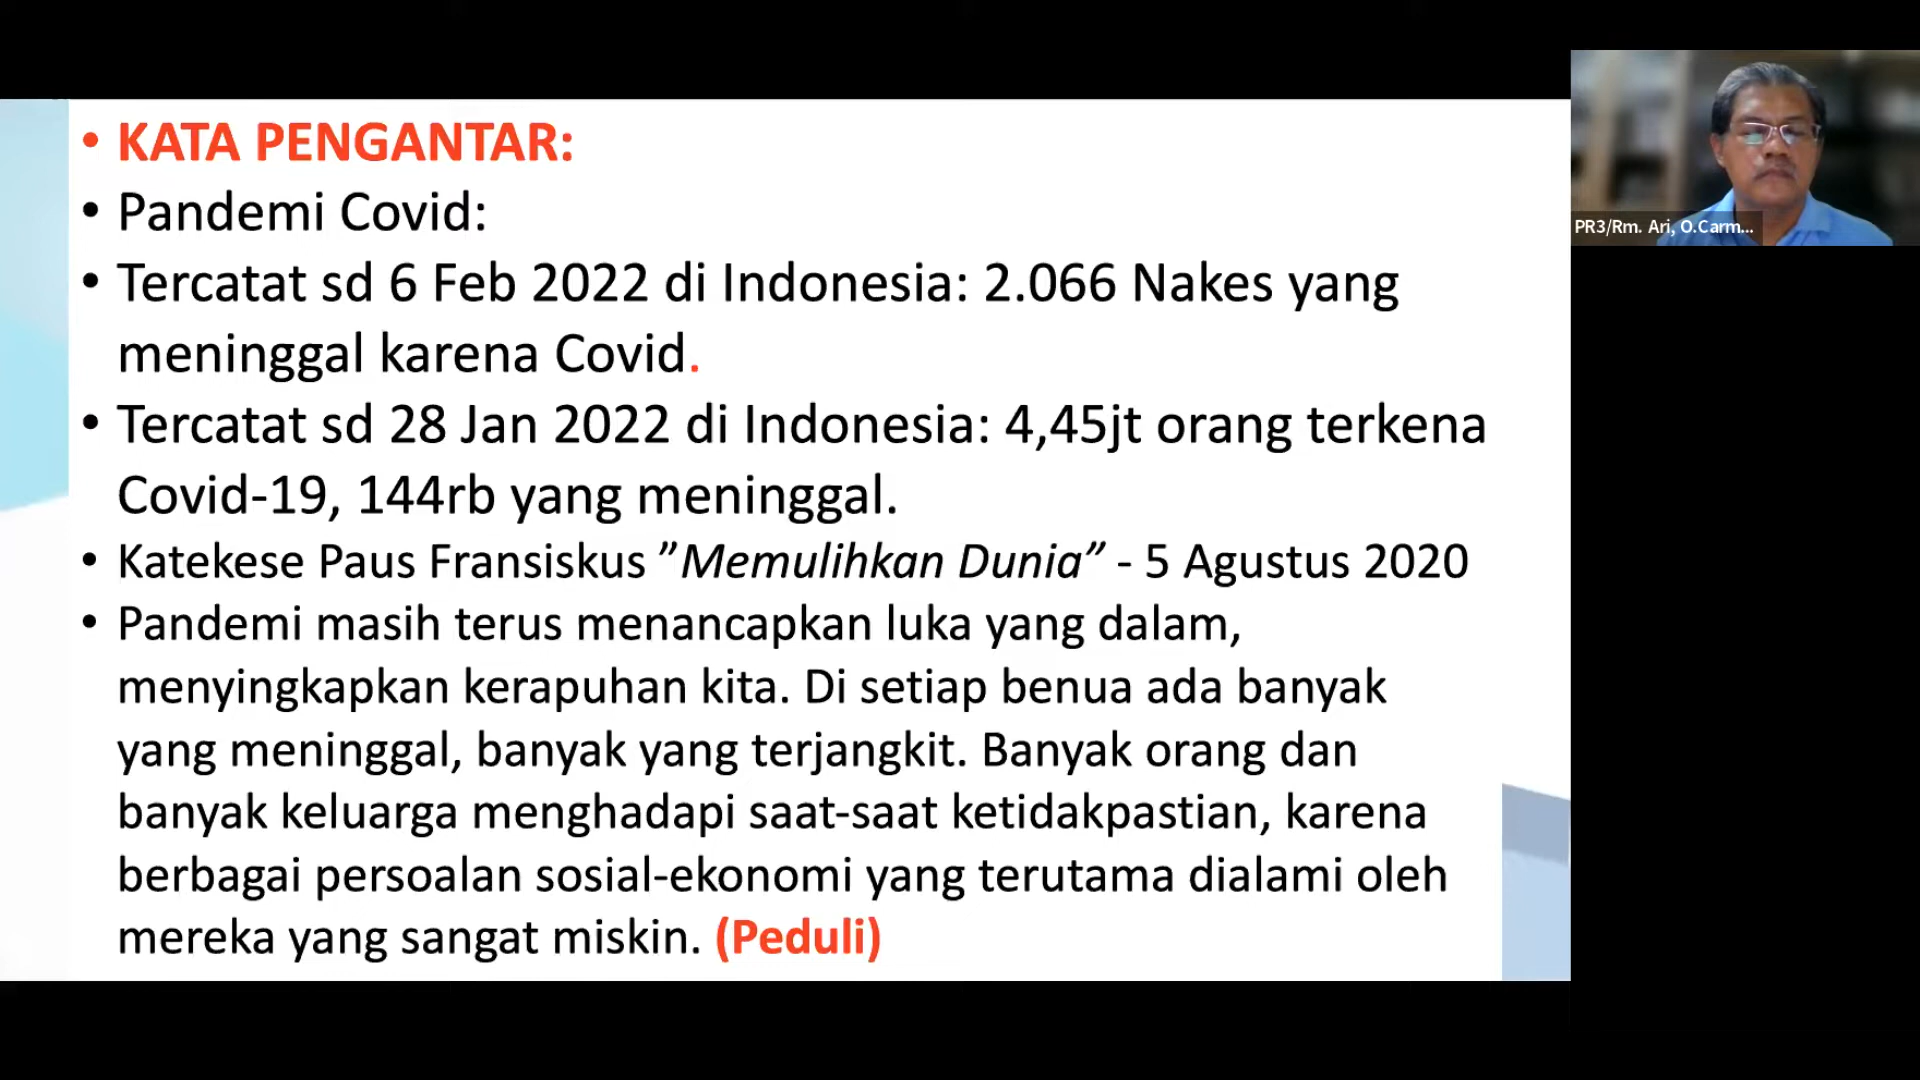 • KATA PENGANTAR:
• Pandemi Covid:
• Tercatat sd 6 Feb 2022 di Indonesia: 2.066 Nakes yang
meninggal karena Covid.
• Tercatat sd 28 Jan 2022 di Indonesia: 4,45jt orang terkena
Covid-19, 144rb yang meninggal.
• Katekese Paus Fransiskus ”Memulihkan Dunia” - 5 Agustus 2020
• Pandemi masih terus menancapkan luka yang dalam,
menyingkapkan kerapuhan kita. Di setiap benua ada banyak
yang meninggal, banyak yang terjangkit. Banyak orang dan
banyak keluarga menghadapi saat-saat ketidakpastian, karena
berbagai persoalan sosial-ekonomi yang terutama dialami oleh
mereka yang sangat miskin. (Peduli)
PR3/Rm. Ari, O.Carm...